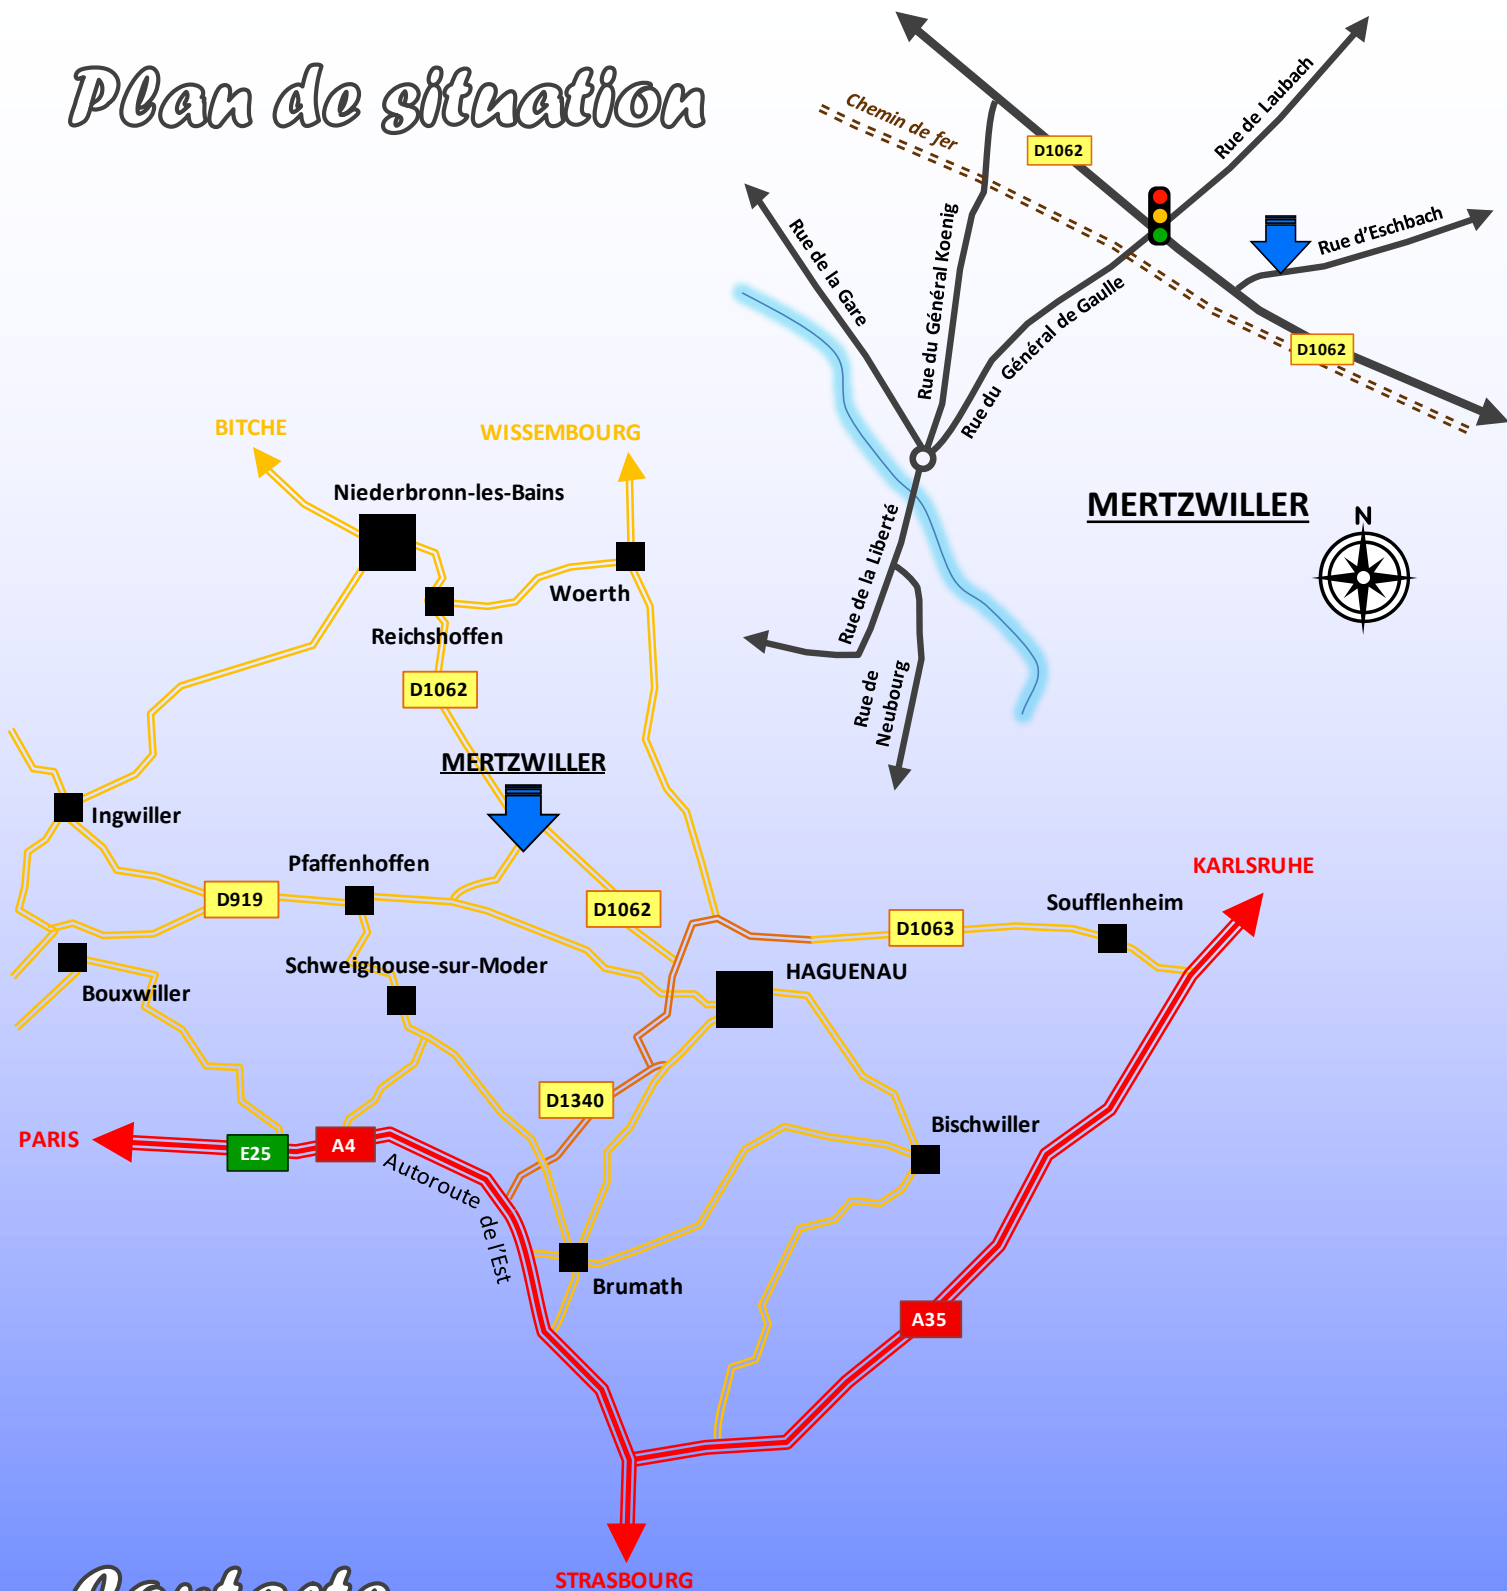 Plan de situation
Chemin de fer
D1062
Rue de Laubach
Rue d'Eschbach
Rue de la Gare
Rue du Général Koenig
Rue du Général de Gaulle
D1062
MERTZWILLER
N
Rue de la Liberté
Rue de
Neubourg
BITCHE
WISSEMBOURG
Niederbronn-les-Bains
Woerth
Reichshoffen
D1062
MERTZWILLER
Ingwiller
Pfaffenhoffen
D919
D1062
KARLSRUHE
Soufflenheim
D1063
Schweighouse-sur-Moder
HAGUENAU
Bouxwiller
D1340
PARIS
E25
A4
Autoroute de l'Est
Bischwiller
Brumath
A35
STRASBOURG